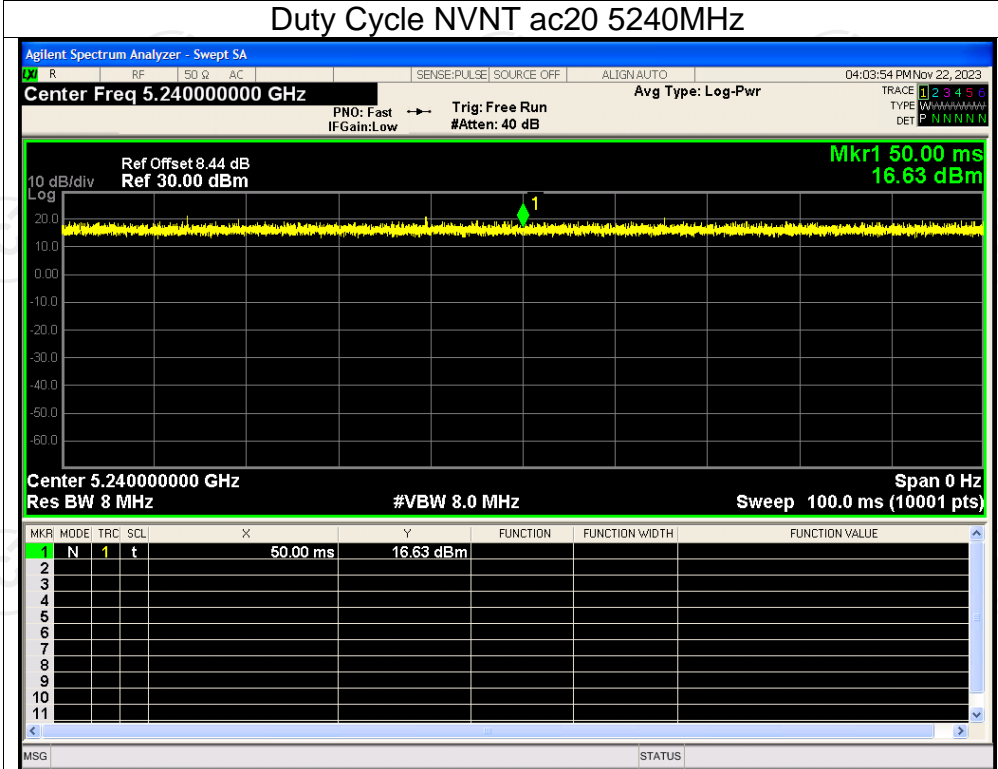 Duty Cycle NVNT ac20 5240MHz
Agilent Spectrum Analyzer - Swept SA
LXI R RF 50 Ω AC SENSE:PULSE SOURCE OFF ALIGN AUTO 04:03:54 PM Nov 22, 2023
Center Freq 5.240000000 GHz Avg Type: Log-Pwr TRACE 1 2 3 4 5 6
PNO: Fast Trig: Free Run TYPE WWWWWW
IFGain:Low #Atten: 40 dB DET P N N N N N
Mkr1 50.00 ms
Ref Offset 8.44 dB
10 dB/div Ref 30.00 dBm 16.63 dBm
Log
1
20.0
10.0
0.00
-10.0
-20.0
-30.0
-40.0
-50.0
-60.0
Center 5.240000000 GHz Span 0 Hz
Res BW 8 MHz #VBW 8.0 MHz Sweep 100.0 ms (10001 pts)
MKR MODE TRC SCL X Y FUNCTION FUNCTION WIDTH FUNCTION VALUE
1 N 1 t 50.00 ms 16.63 dBm
2
3
4
5
6
7
8
9
10
11
MSG STATUS